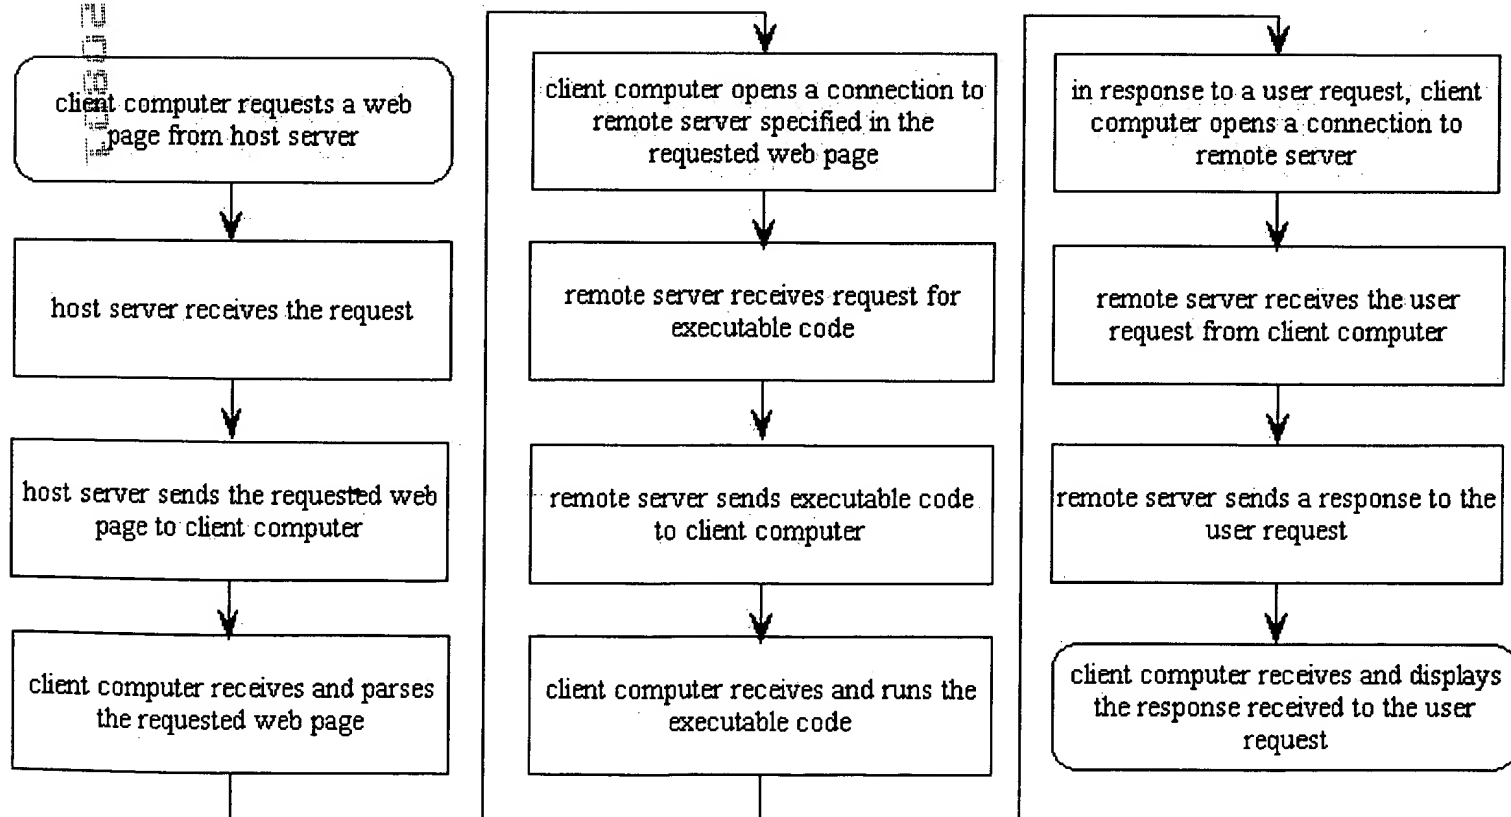 client computer requests a web
page from host server
host server receives the request
host server sends the requested web
page to client computer
client computer receives and parses
the requested web page
client computer opens a connection to
remote server specified in the
requested web page
remote server receives request for
executable code
remote server sends executable code
to client computer
client computer receives and runs the
executable code
in response to a user request, client
computer opens a connection to
remote server
remote server receives the user
request from client computer
remote server sends a response to the
user request
client computer receives and displays
the response received to the user
request